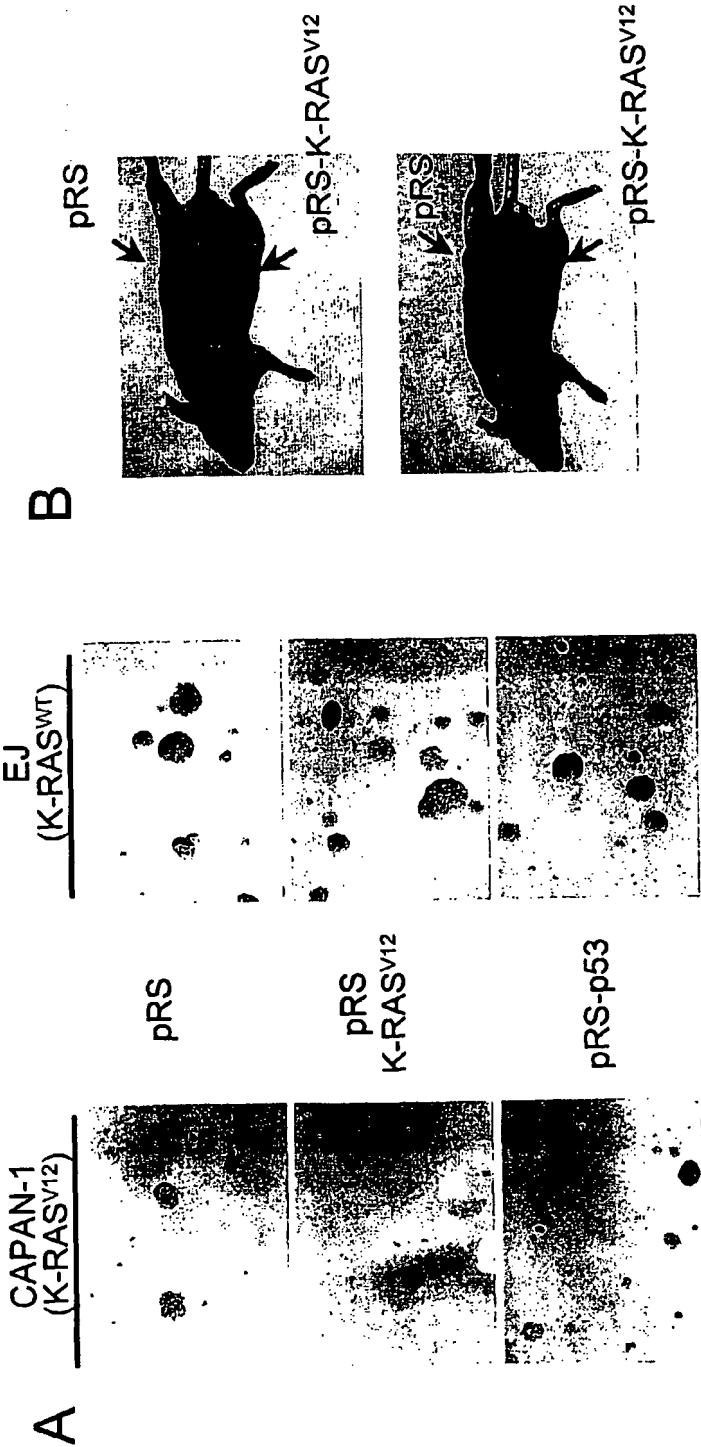 A
CAPAN-1
(K-RASV12)
EJ
(K-RASWT)
pRS
pRS
K-RASV12
pRS-p53
B
pRS
pRS-K-RASV12
pRS
pRS-K-RASV12